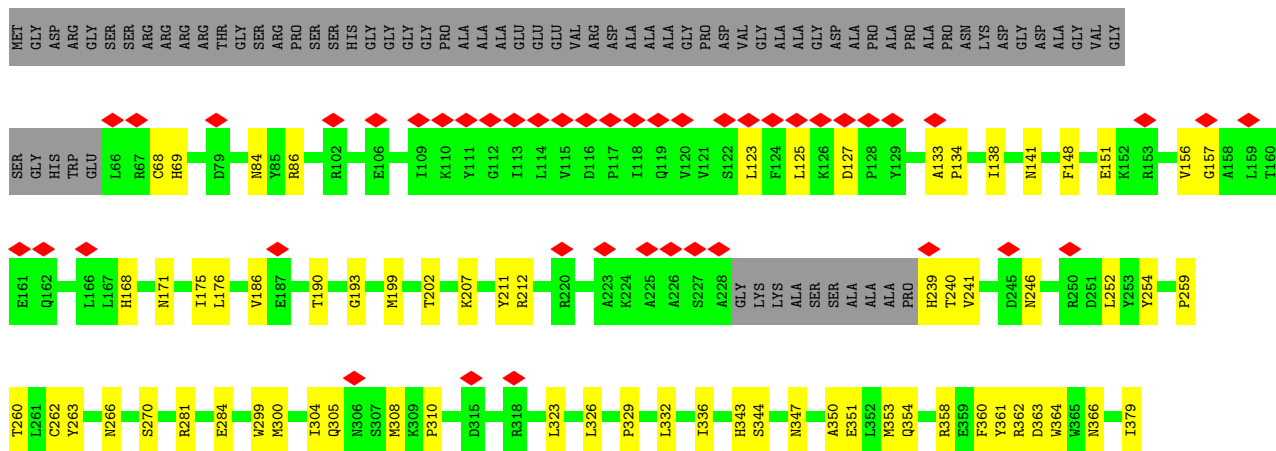 MET GLY ASP ARG GLY SER SER ARG ARG ARG ARG THR GLY SER ARG PRO SER SER HIS GLY GLY GLY GLY PRO ALA ALA ALA GLU GLU GLU VAL ARG ASP ALA ALA ALA GLY PRO ASP VAL GLY ALA ALA GLY ASP ALA PRO ALA PRO ALA PRO ASN LYS ASP GLY ASP ALA GLY VAL GLY
SER GLY HIS TRP GLU L66 R67 C68 H69 D79 N84 Y85 R86 R102 E106 I109 K110 Y111 G112 I113 L114 V115 D116 P117 I118 Q119 V120 V121 S122 L123 F124 L125 K126 D127 P128 Y129 A133 P134 I138 N141 F148 E151 K152 R153 V156 G157 A158 L159 T160
E161 Q162 L166 L167 H168 N171 I175 L176 V186 E187 T190 G193 M199 T202 K207 Y211 R212 R220 A223 K224 A225 A226 S227 A228 GLY LYS LYS ALA SER SER ALA ALA ALA PRO H239 T240 V241 D245 N246 R250 D251 L252 Y253 Y254 P259
T260 L261 C262 Y263 N266 S270 R281 E284 W299 M300 I304 Q305 N306 S307 M308 K309 P310 D315 R318 L323 L326 P329 L332 I336 H343 S344 N347 A350 E351 L352 M353 Q354 R358 E359 F360 Y361 R362 D363 W364 W365 N366 I379